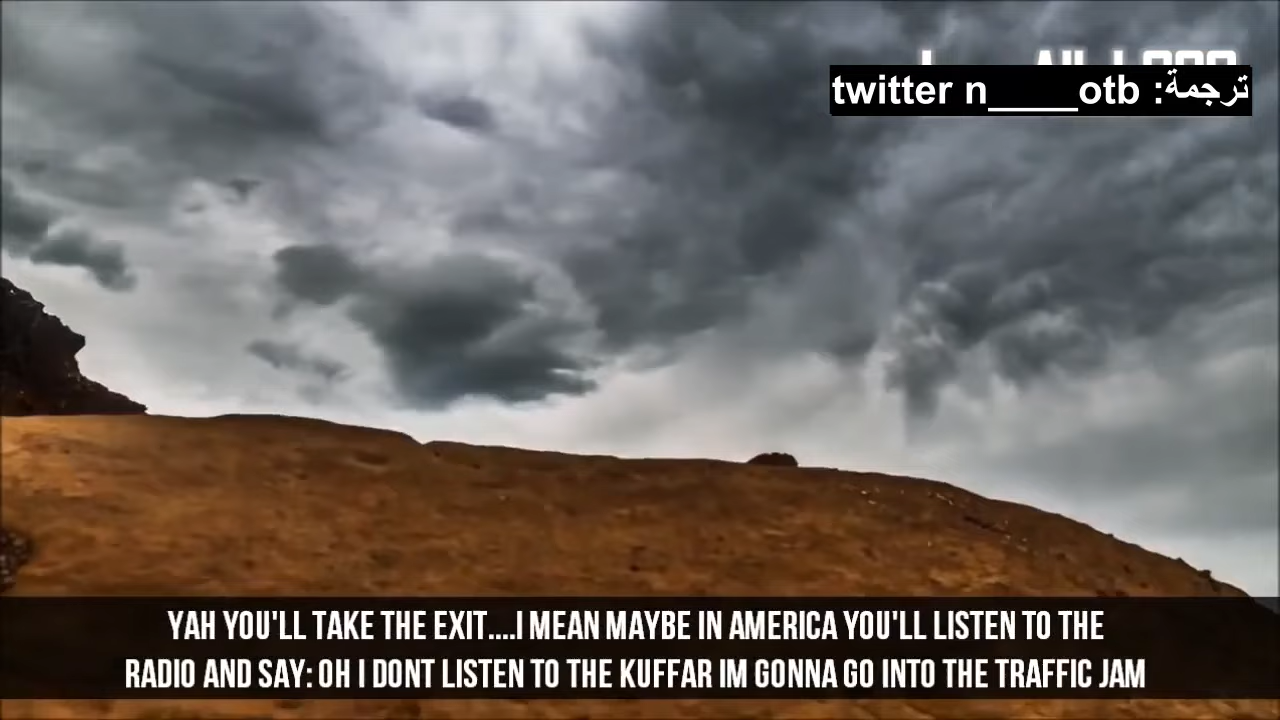 twitter n____otb :ترجمة
YAH YOU'LL TAKE THE EXIT....I MEAN MAYBE IN AMERICA YOU'LL LISTEN TO THE
RADIO AND SAY: OH I DONT LISTEN TO THE KUFFAR IM GONNA GO INTO THE TRAFFIC JAM